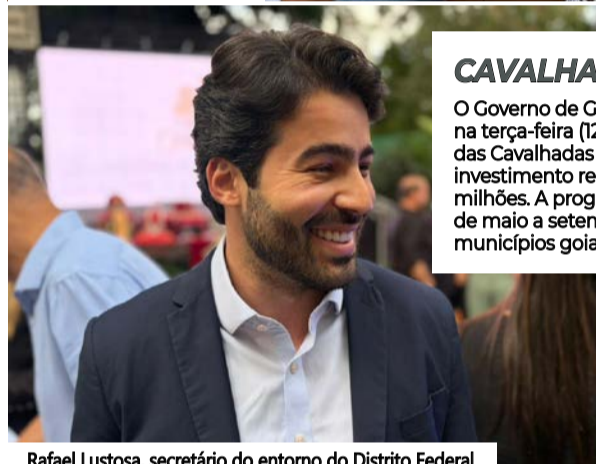 CAVALHA
O Governo de G
na terça-feira (12
das Cavalhadas
investimento re
milhões. A prog
de maio a seten
municípios goia
Rafael Lustosa, secretário do entorno do Distrito Federal